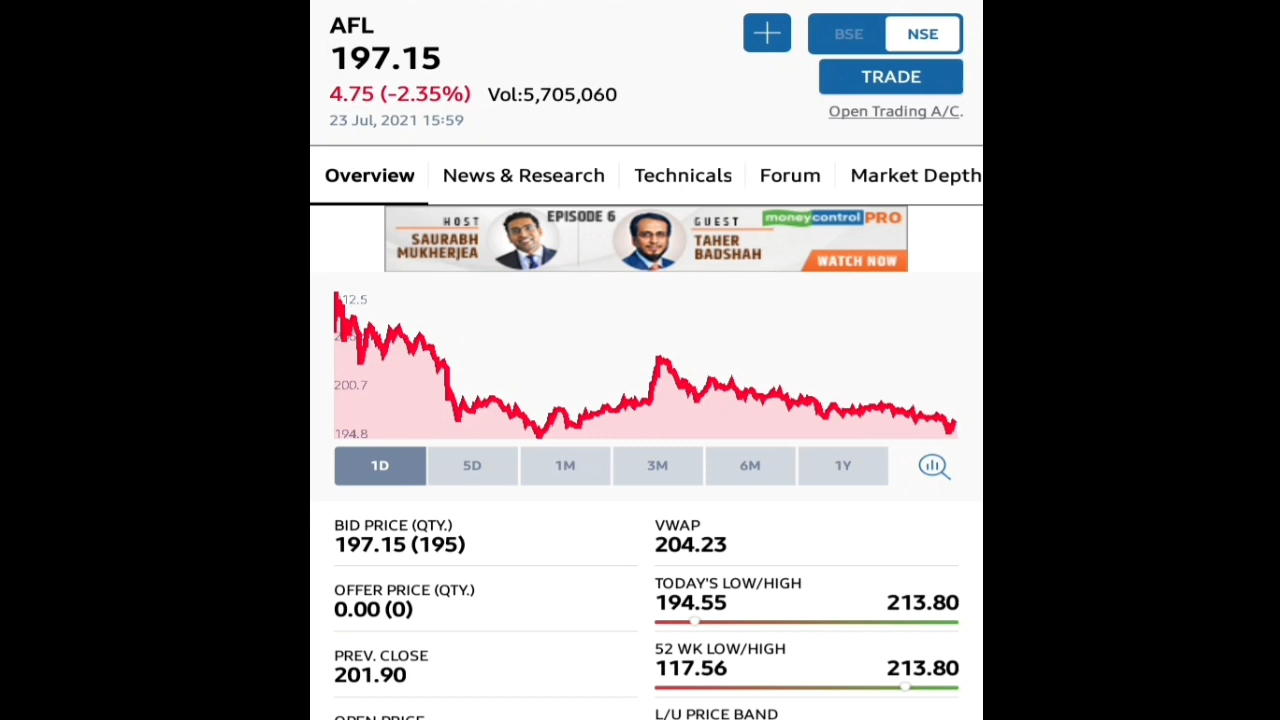 AFL
197.15
4.75 (-2.35%) Vol:5,705,060
23 Jul, 2021 15:59
BSE NSE
TRADE
Open Trading A/C.
Overview News & Research Technicals Forum Market Depth
HOST
SAURABH
MUKHERJEA
EPISODE 6
GUEST
TAHER
BADSHAH
moneycontrol PRO
WATCH NOW
12.5
200.7
194.8
1D 5D 1M 3M 6M 1Y
BID PRICE (QTY.)
197.15 (195)
VWAP
204.23
OFFER PRICE (QTY.)
0.00 (0)
TODAY'S LOW/HIGH
194.55 213.80
PREV. CLOSE
201.90
52 WK LOW/HIGH
117.56 213.80
OPEN PRICE
L/U PRICE BAND